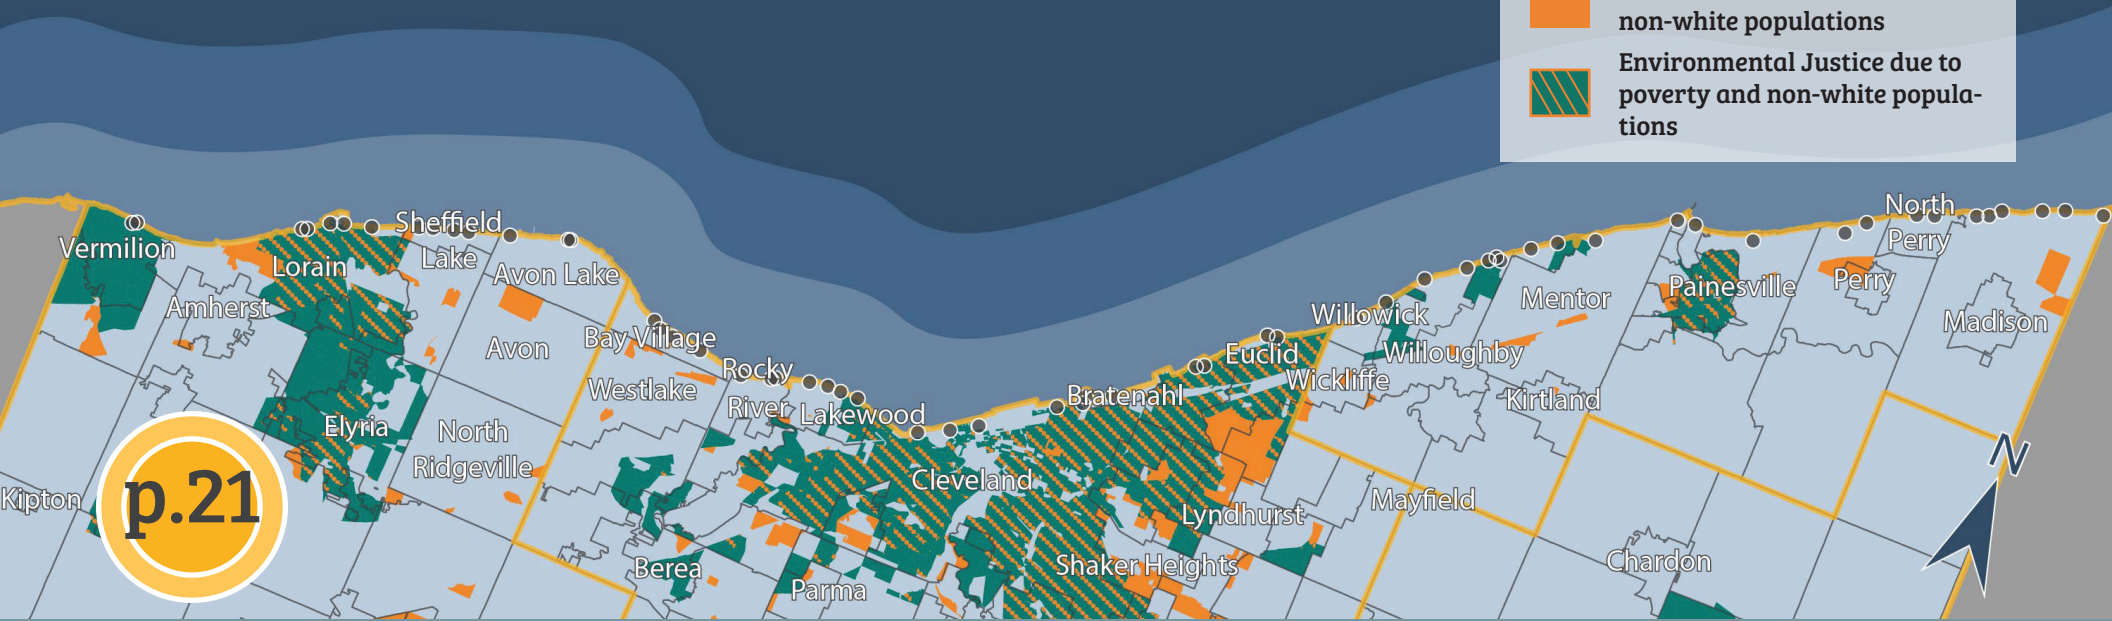 non-white populations
Environmental Justice due to
poverty and non-white popula-
tions
North
Perry
Sheffield
Lake
Vermilion
Lorain
Avon Lake
Amherst
Painesville
Perry
Mentor
Willowick
Madison
Bay Village
Avon
Euclid
Willoughby
Rocky
River
Westlake
Wickliffe
Bratenahl
Kirtland
Lakewood
Elyria
North
Ridgeville
N
Cleveland
Kipton
p.21
Mayfield
Lyndhurst
Berea
Shaker Heights
Chardon
Parma